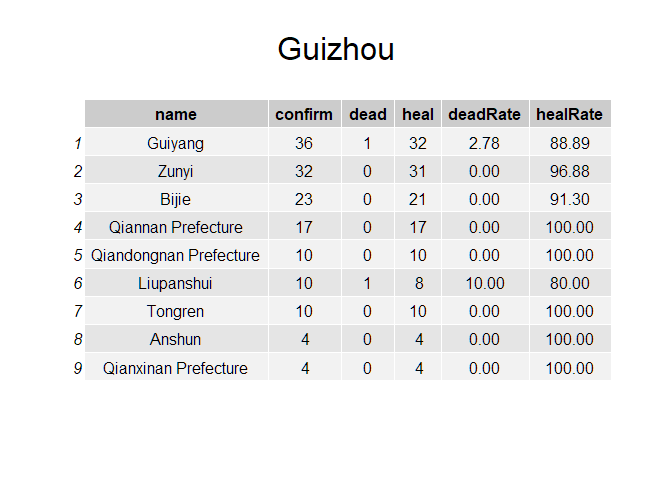 Guizhou
name confirm dead heal deadRate healRate
1 Guiyang 36 1 32 2.78 88.89
2 Zunyi 32 0 31 0.00 96.88
3 Bijie 23 0 21 0.00 91.30
4 Qiannan Prefecture 17 0 17 0.00 100.00
5 Qiandongnan Prefecture 10 0 10 0.00 100.00
6 Liupanshui 10 1 8 10.00 80.00
7 Tongren 10 0 10 0.00 100.00
8 Anshun 4 0 4 0.00 100.00
9 Qianxinan Prefecture 4 0 4 0.00 100.00